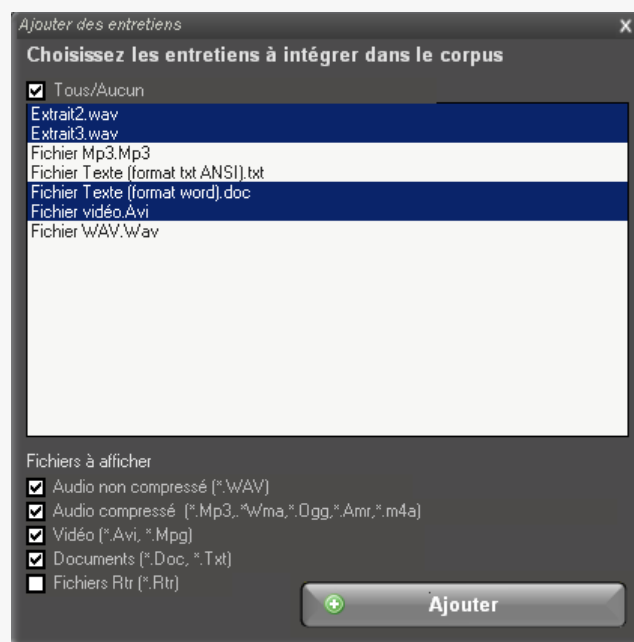 Ajouter des entretiens
x
Choisissez les entretiens à intégrer dans le corpus
Tous/Aucun
Extrait2.wav
Extrait3.wav
Fichier Mp3.Mp3
Fichier Texte (format txt ANSI).txt
Fichier Texte (format word).doc
Fichier vidéo.Avi
Fichier WAV.Wav
Fichiers à afficher
Audio non compressé (*.WAV)
Audio compressé (*.Mp3,.*Wma,*.Ogg,*.Amr,*.m4a)
Vidéo (*.Avi, *.Mpg)
Documents (*.Doc, *.Txt)
Fichiers Rtr (*.Rtr)
Ajouter